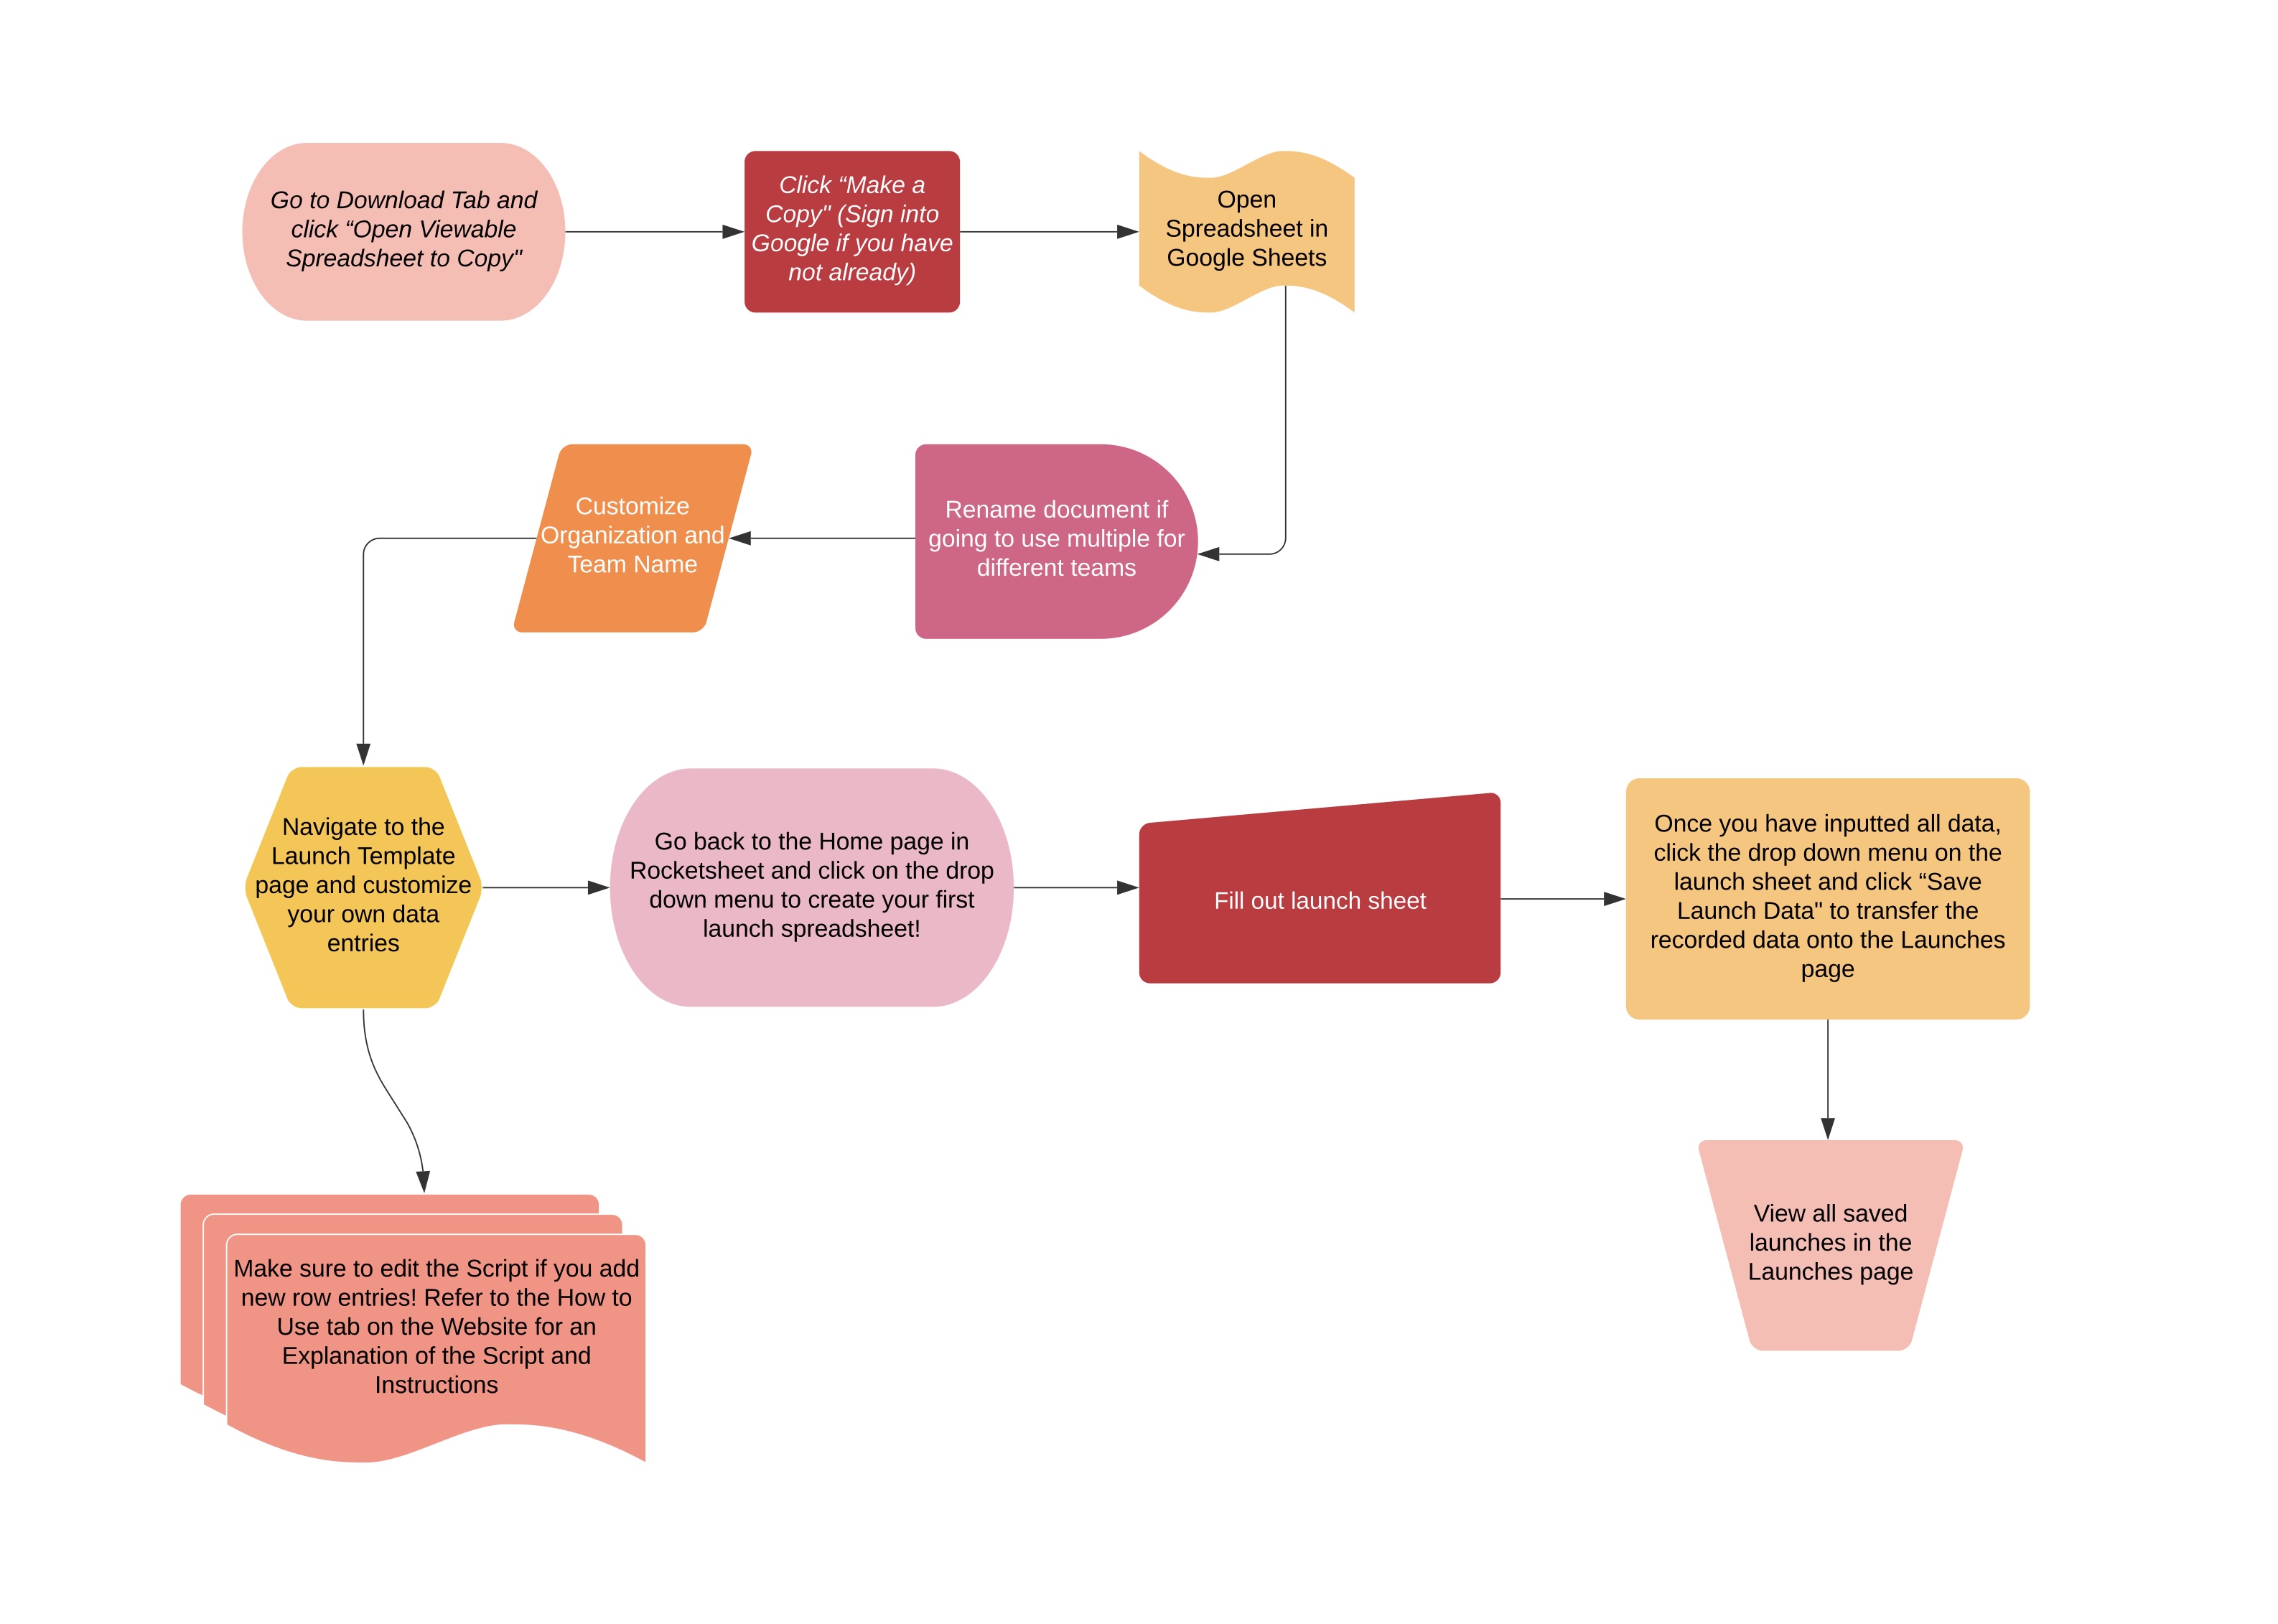 Go to Download Tab and
click “Open Viewable
Spreadsheet to Copy"
Click “Make a
Copy" (Sign into
Google if you have
not already)
Open
Spreadsheet in
Google Sheets
Rename document if
going to use multiple for
different teams
Customize
Organization and
Team Name
Navigate to the
Launch Template
page and customize
your own data
entries
Go back to the Home page in
Rocketsheet and click on the drop
down menu to create your first
launch spreadsheet!
Fill out launch sheet
Once you have inputted all data,
click the drop down menu on the
launch sheet and click “Save
Launch Data" to transfer the
recorded data onto the Launches
page
Make sure to edit the Script if you add
new row entries! Refer to the How to
Use tab on the Website for an
Explanation of the Script and
Instructions
View all saved
launches in the
Launches page